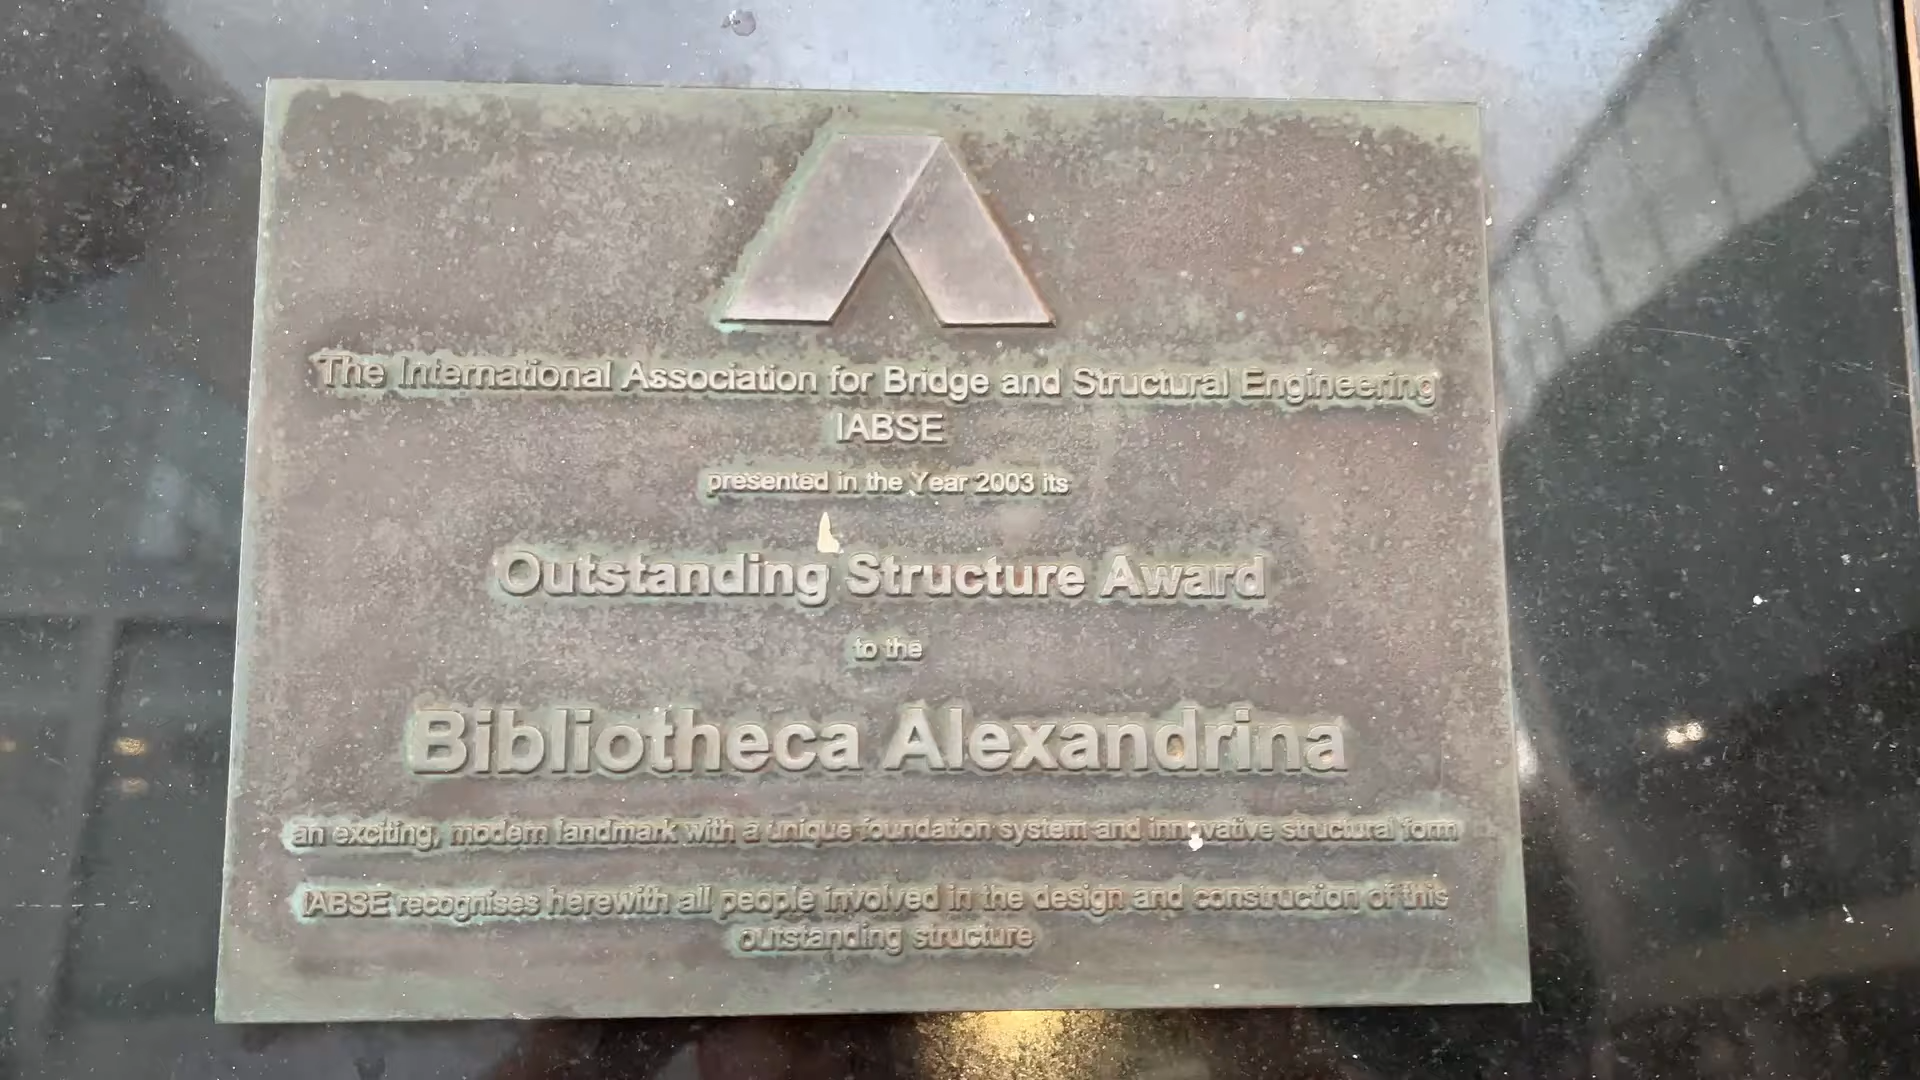 The International Association for Bridge and Structural Engineering
IABSE
presented in the Year 2003 its
Outstanding Structure Award
to the
Bibliotheca Alexandrina
an exciting, modern landmark with a unique foundation system and innovative structural form
IABSE recognises herewith all people involved in the design and construction of this
outstanding structure